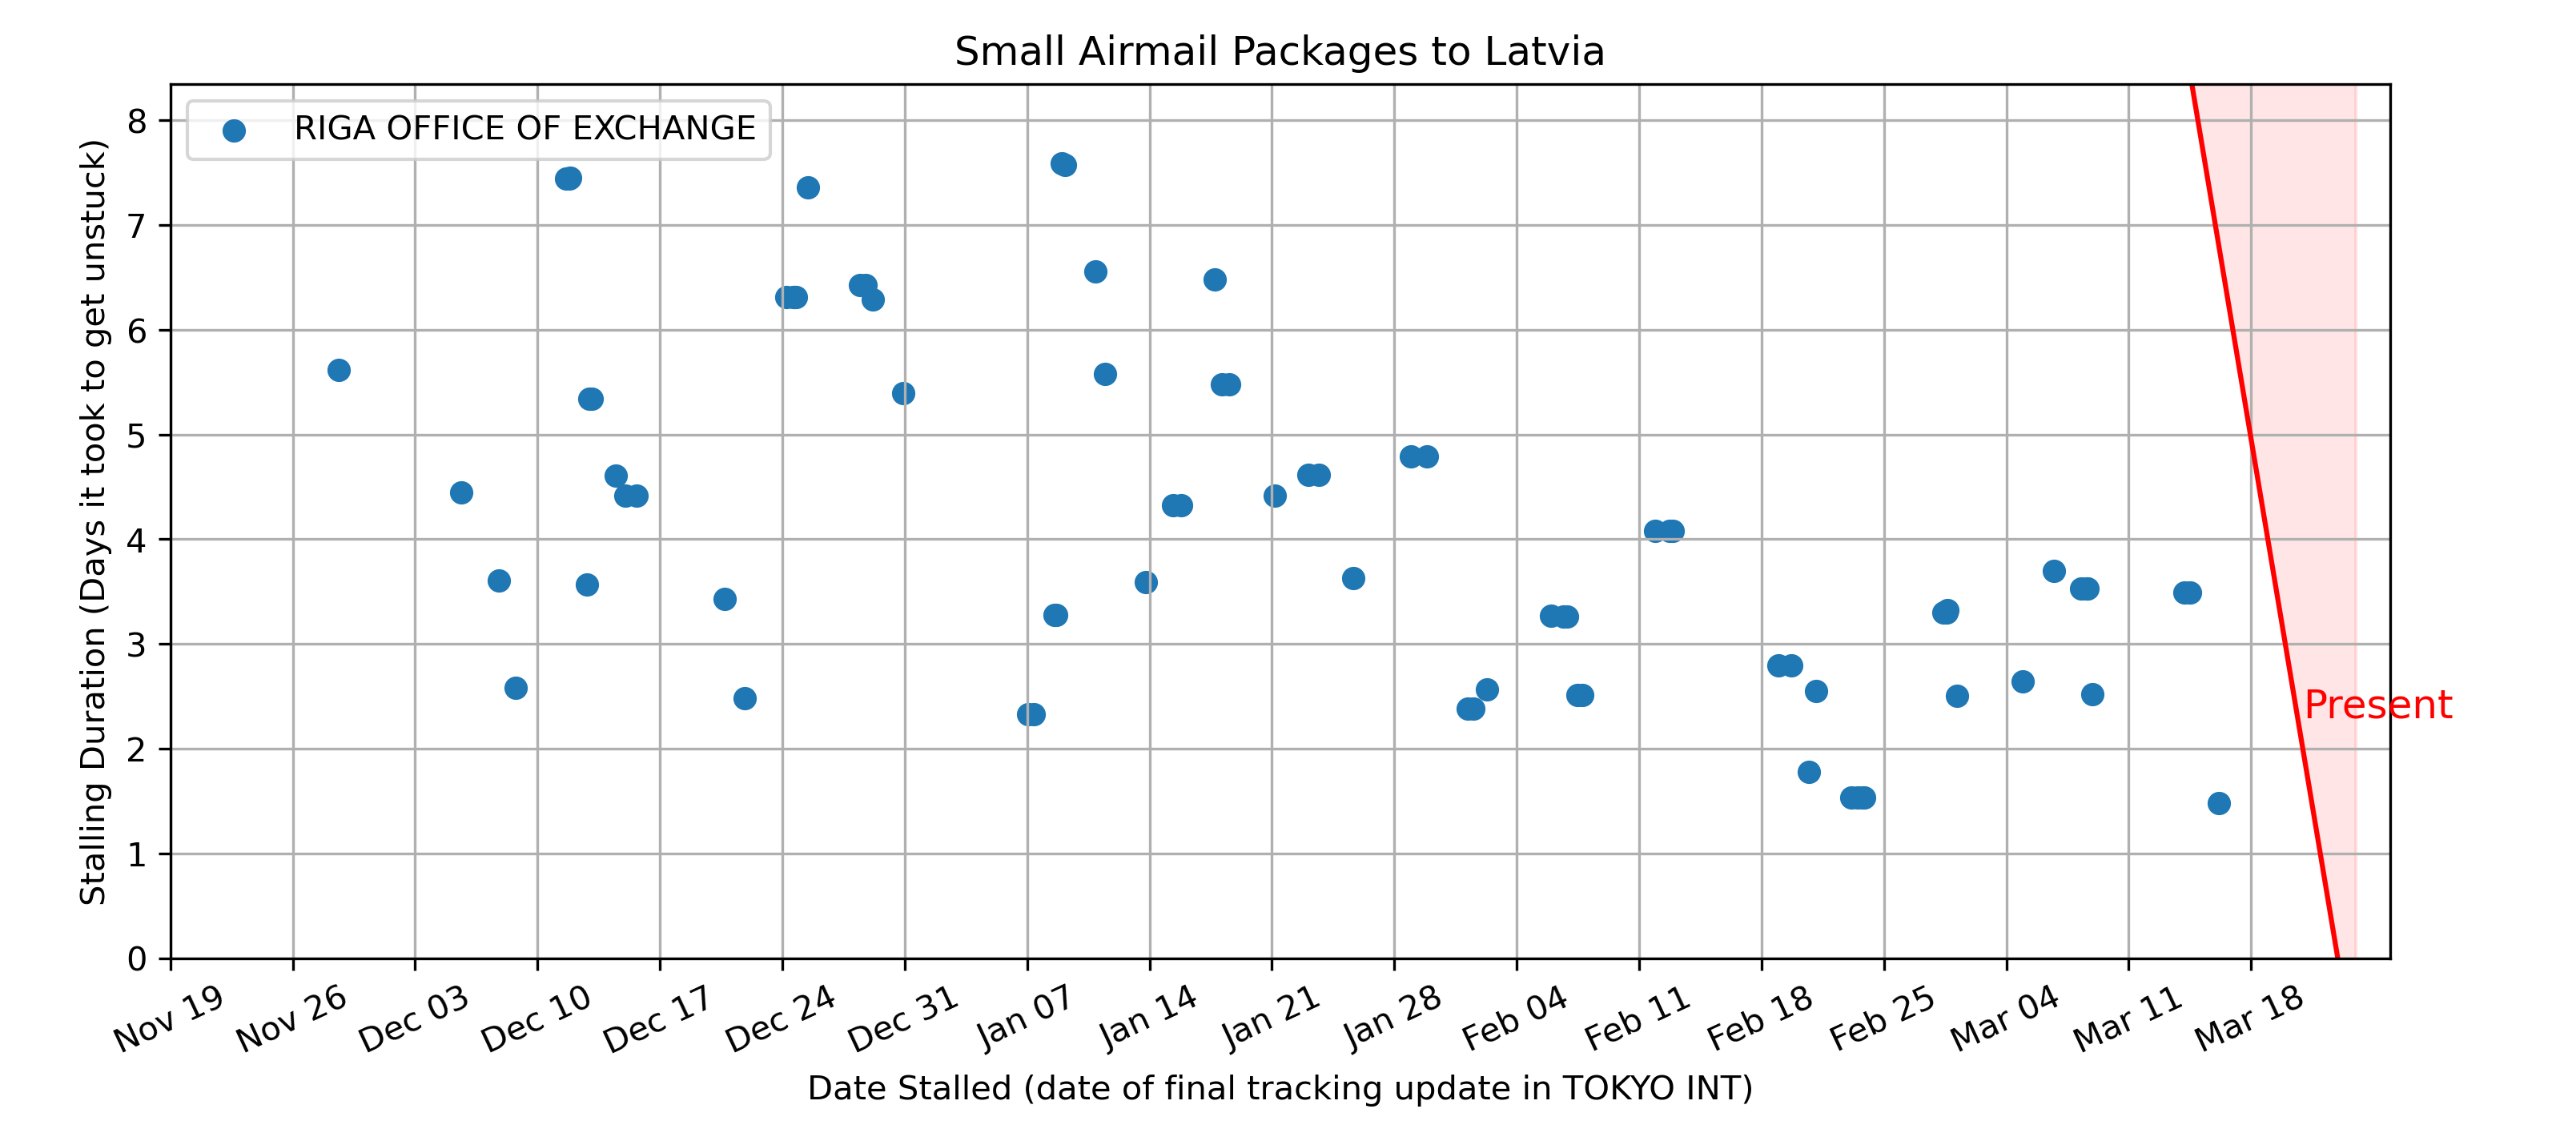 Small Airmail Packages to Latvia
RIGA OFFICE OF EXCHANGE
Stalling Duration (Days it took to get unstuck)
8
7
6
5
4
3
2
1
0
Present
Nov 19
Nov 26
Dec 03
Dec 10
Dec 17
Dec 24
Dec 31
Jan 07
Jan 14
Jan 21
Jan 28
Feb 04
Feb 11
Feb 18
Feb 25
Mar 04
Mar 11
Mar 18
Date Stalled (date of final tracking update in TOKYO INT)